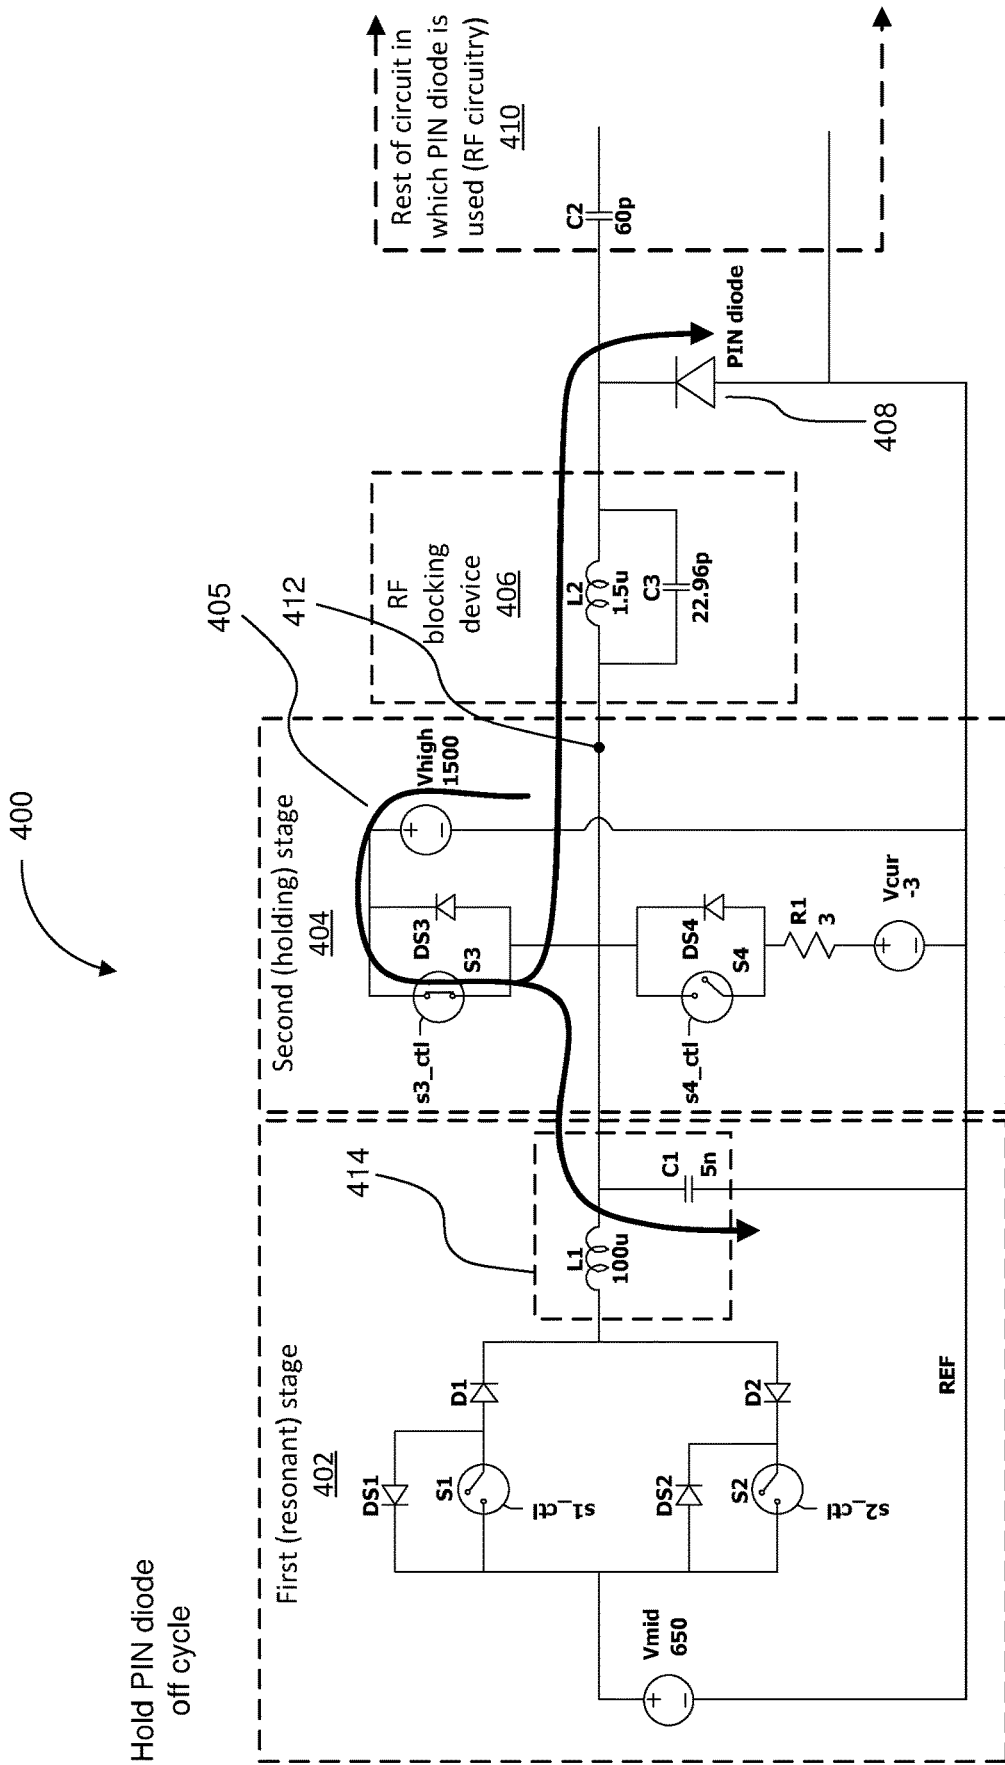 400
Hold PIN diode
off cycle
First (resonant) stage
402
Second (holding) stage
404
405
412
414
RF
blocking
device
406
Rest of circuit in
which PIN diode is
used (RF circuitry)
410
Vmid
650
DS1
S1
s1_ctl
D1
DS2
S2
s2_ctl
D2
L1
100u
C1
5n
s3_ctl
DS3
S3
Vhigh
1500
s4_ctl
DS4
S4
R1
3
Vcur
-3
L2
1.5u
C3
22.96p
C2
60p
PIN diode
408
REF